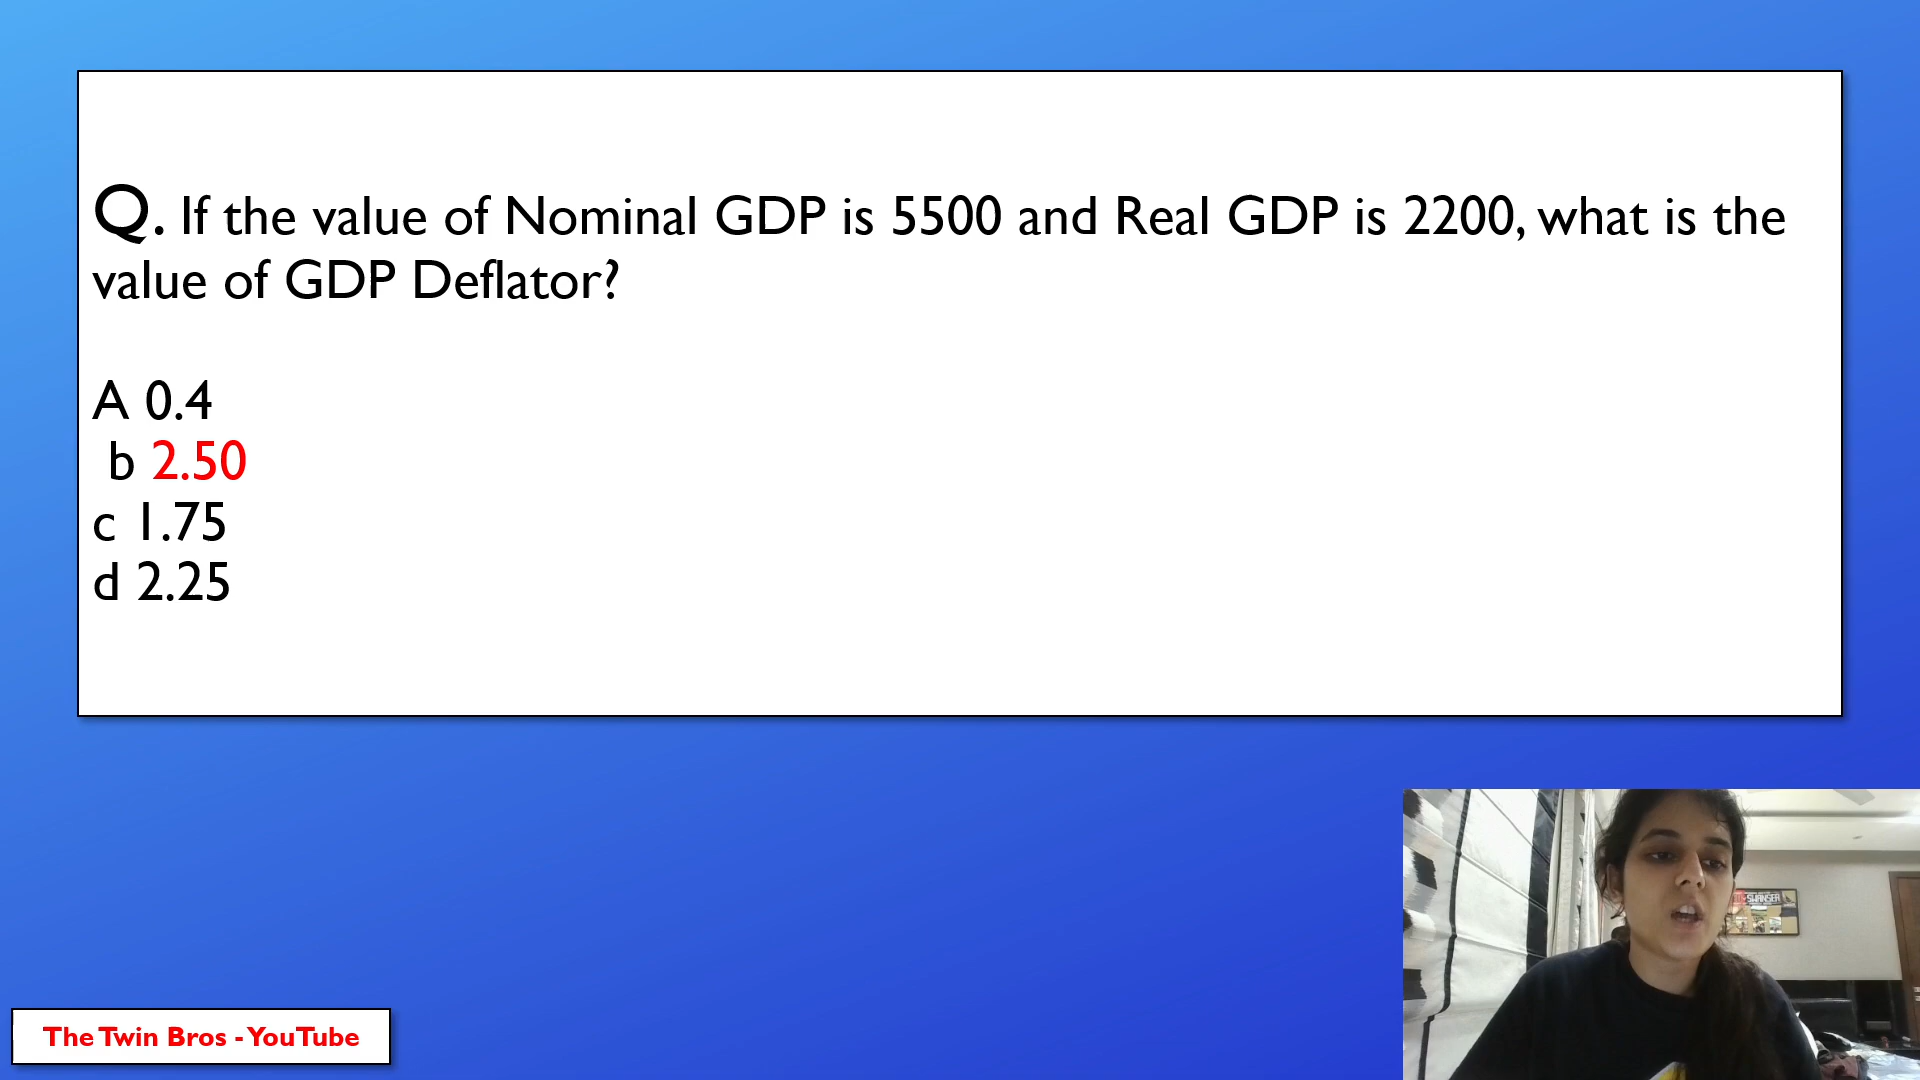 Q. If the value of Nominal GDP is 5500 and Real GDP is 2200, what is the
value of GDP Deflator?
A 0.4
b 2.50
c 1.75
d 2.25
The Twin Bros - YouTube